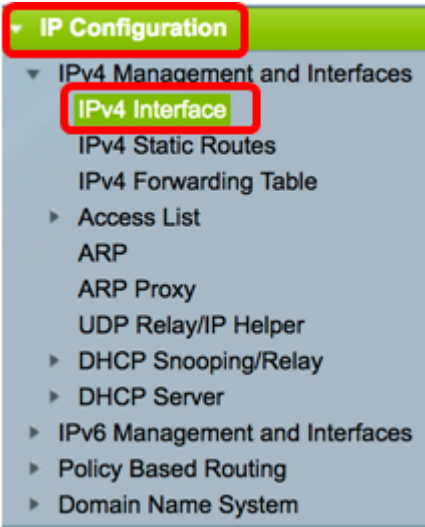 IP Configuration
IPv4 Management and Interfaces
IPv4 Interface
IPv4 Static Routes
IPv4 Forwarding Table
Access List
ARP
ARP Proxy
UDP Relay/IP Helper
DHCP Snooping/Relay
DHCP Server
IPv6 Management and Interfaces
Policy Based Routing
Domain Name System